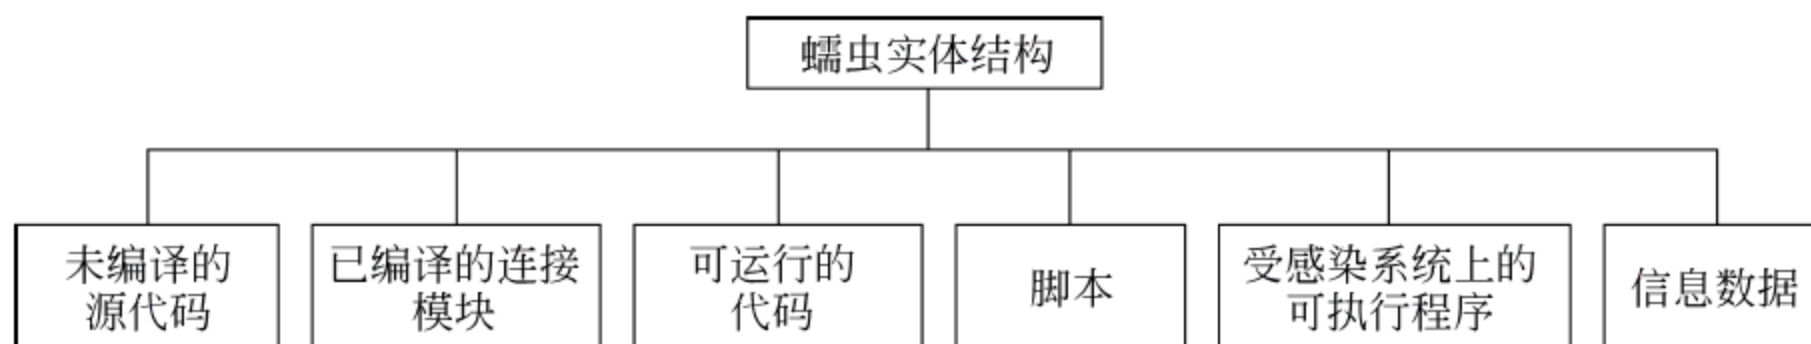 蠕虫实体结构
未编译的
源代码
已编译的连接
模块
可运行的
代码
脚本
受感染系统上的
可执行程序
信息数据